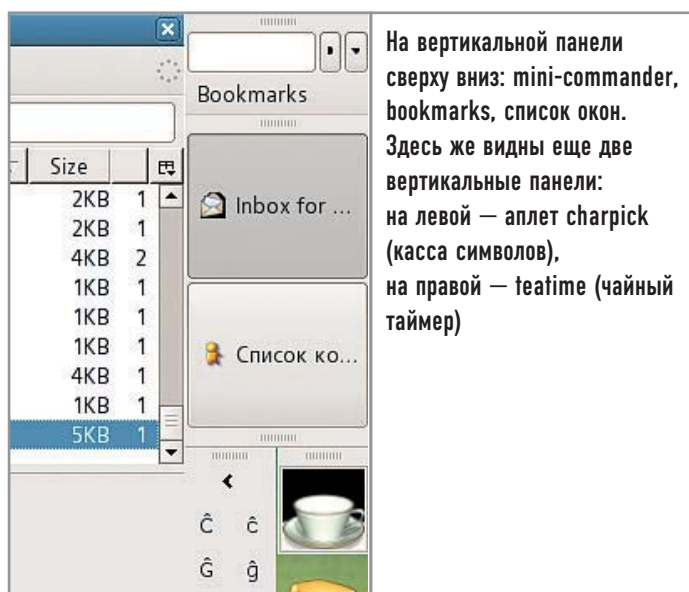 Bookmarks
Size
2KB 1
2KB 1
4KB 2
1KB 1
1KB 1
1KB 1
4KB 1
1KB 1
5KB 1
Inbox for ...
Список ко...
Ĉ ĉ
Ĝ ĝ
На вертикальной панели
сверху вниз: mini-commander,
bookmarks, список окон.
Здесь же видны еще две
вертикальные панели:
на левой — аплет charpick
(касса символов),
на правой — teatime (чайный
таймер)